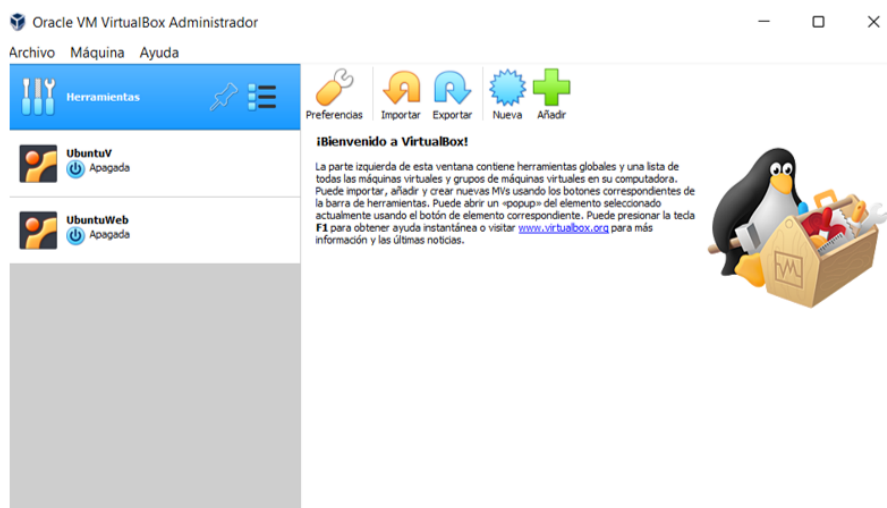 Oracle VM VirtualBox Administrador
Archivo Máquina Ayuda
Herramientas
UbuntuV
Apagada
UbuntuWeb
Apagada
Preferencias Importar Exportar Nueva Añadir
¡Bienvenido a VirtualBox!
La parte izquierda de esta ventana contiene herramientas globales y una lista de
todas las máquinas virtuales y grupos de máquinas virtuales en su computadora.
Puede importar, añadir y crear nuevas MVs usando los botones correspondientes de
la barra de herramientas. Puede abrir un «popup» del elemento seleccionado
actualmente usando el botón de elemento correspondiente. Puede presionar la tecla
F1 para obtener ayuda instantánea o visitar www.virtualbox.org para más
información y las últimas noticias.